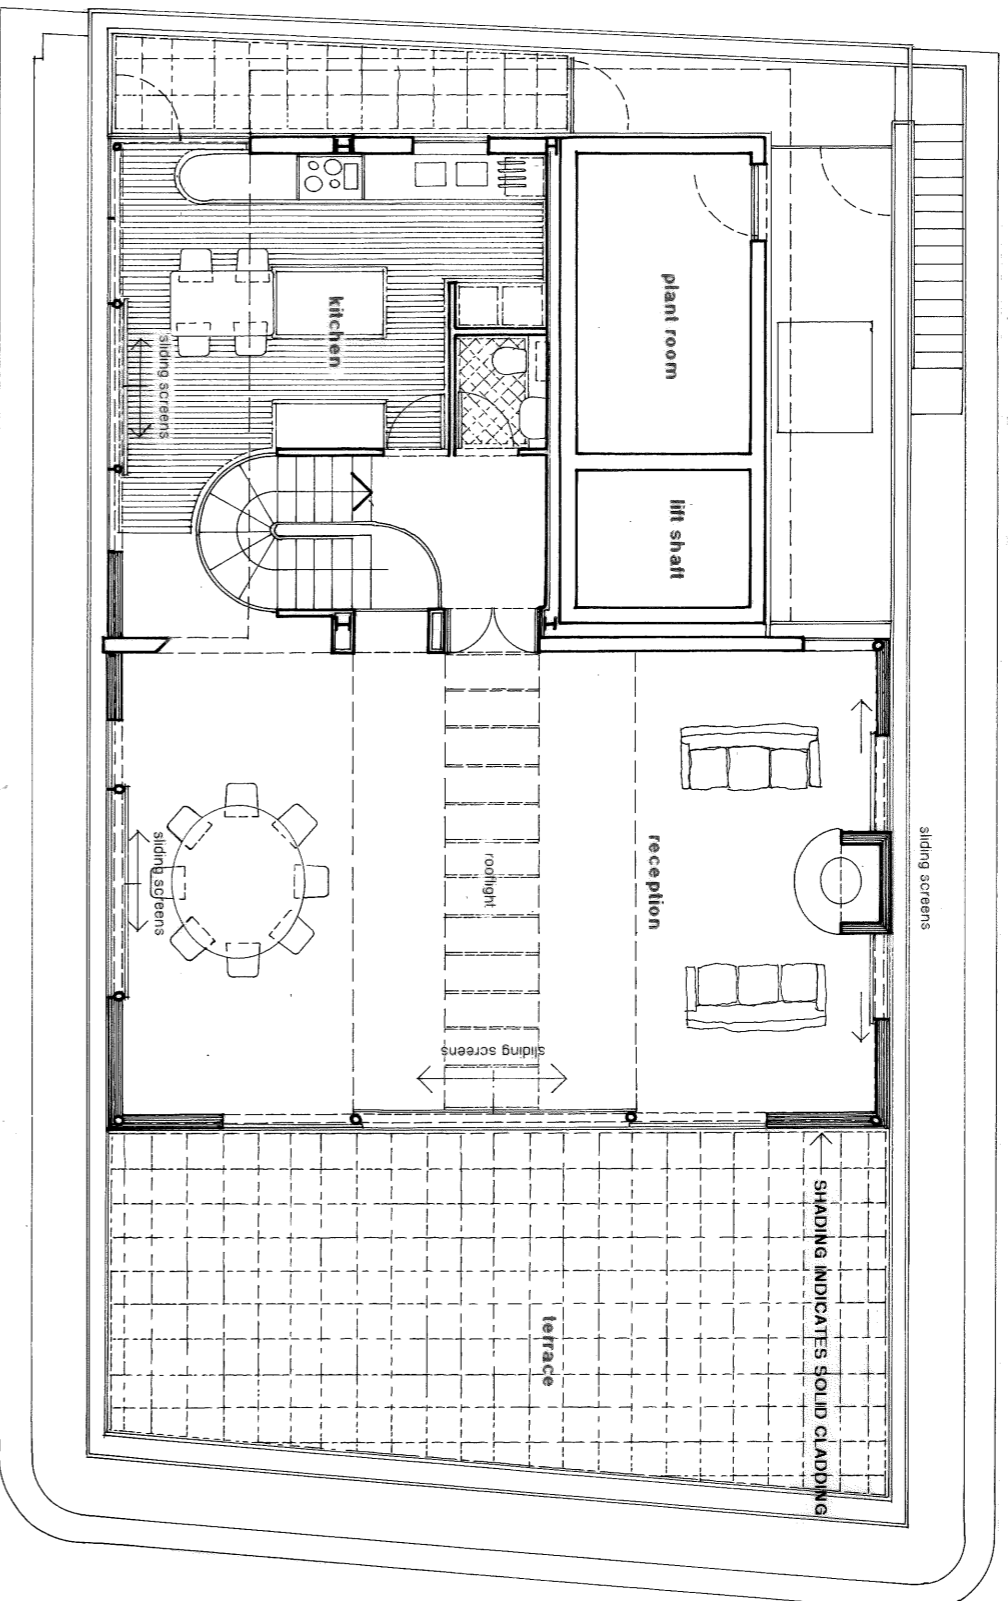 plant room
lift shaft
kitchen
sliding screens
sliding screens
reception
rooflight
sliding screens
sliding screens
terrace
SHADING INDICATES SOLID CLADDING